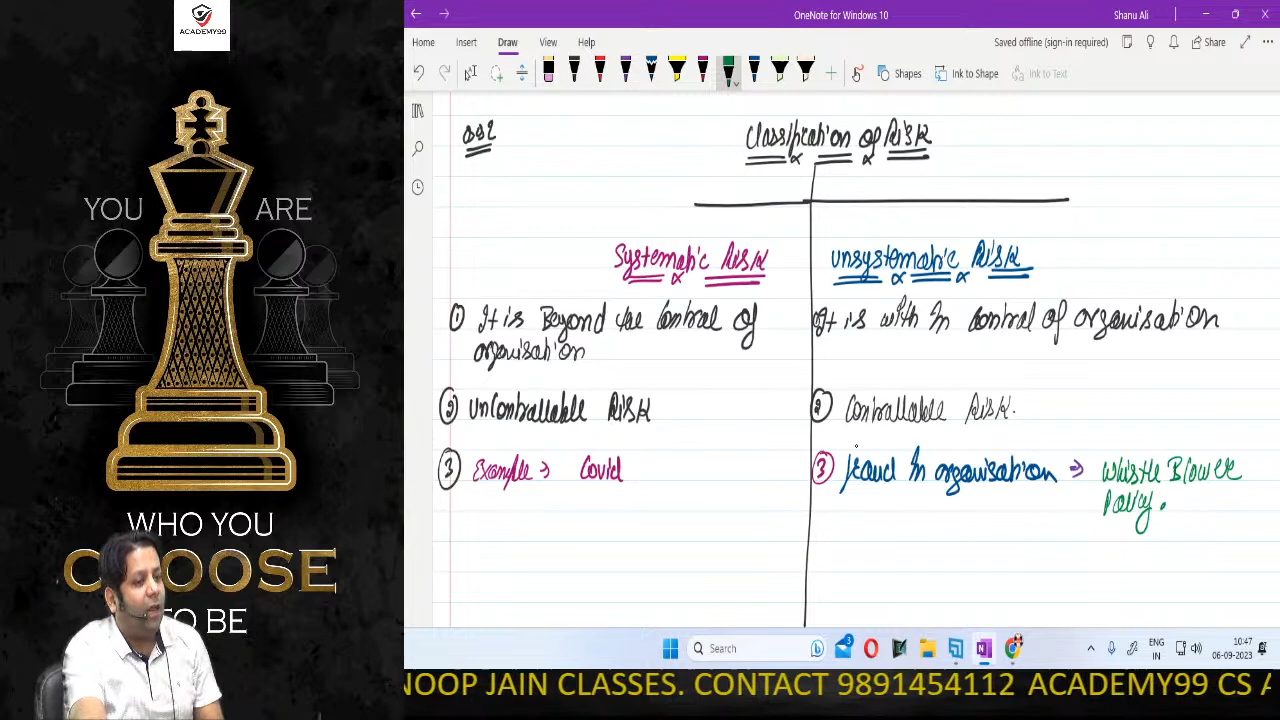 ACADEMY99
YOU ARE
WHO YOU
CHOOSE
TO BE
OneNote for Windows 10
Shanu Ali
Home Insert Draw View Help
Saved offline (sign-in required)
Share
Shapes
Ink to Shape
Ink to Text
Classification of Risk
Systematic Risk
unsystematic Risk
① It is Beyond the Control of
organisation
It is with In control of organisation
② unControllable Risk
② Controllable Risk.
③ Example → Covid
③ fraud In organisation ⇒ Whistle Blower
Policy.
Search
3
ENG
IN
10:47
06-09-2023
NOOP JAIN CLASSES. CONTACT 9891454112 ACADEMY99 CS A